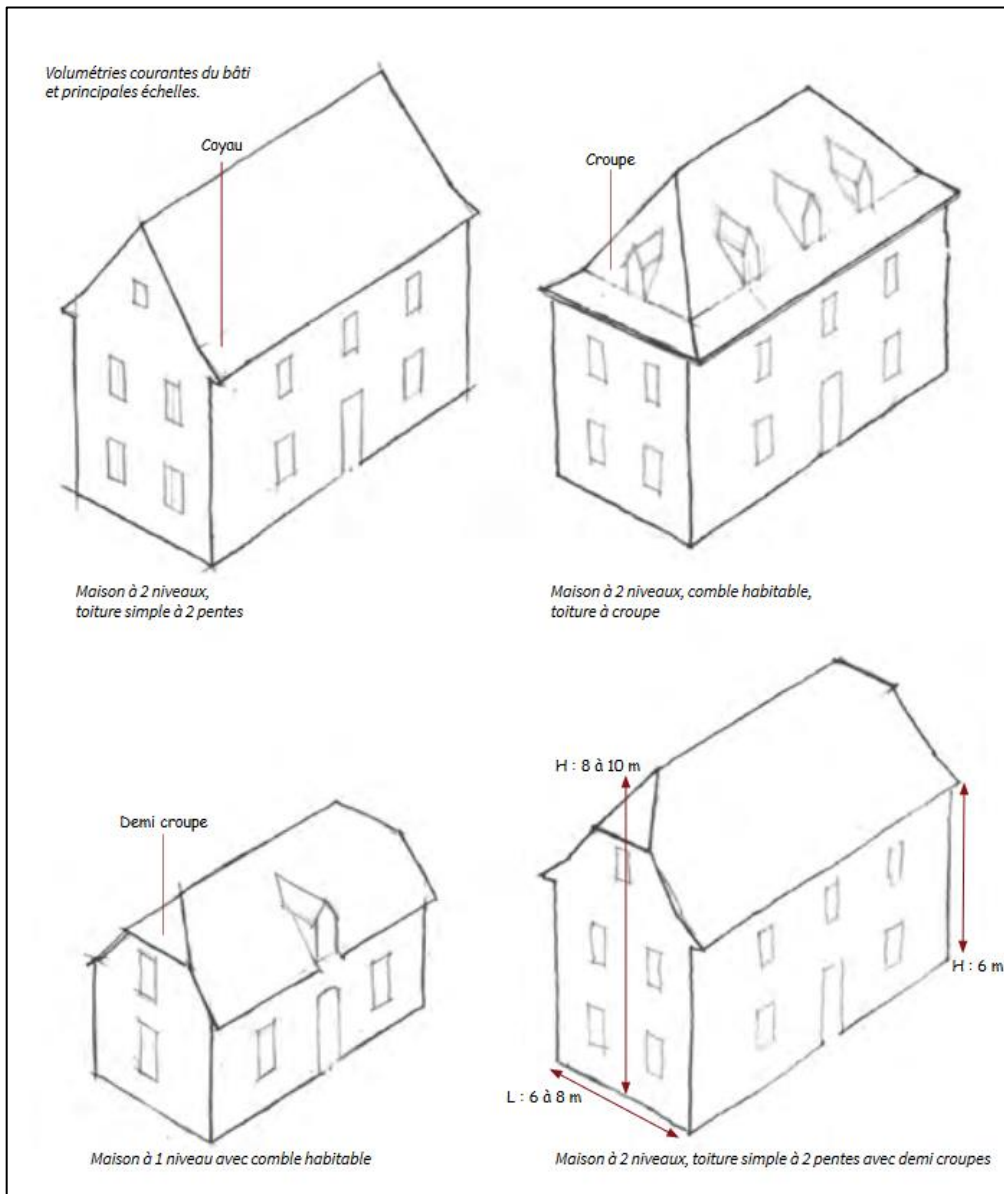 Volumétries courantes du bâti
et principales échelles.
Coyau
Croupe
Maison à 2 niveaux,
toiture simple à 2 pentes
Maison à 2 niveaux, comble habitable,
toiture à croupe
Demi croupe
H : 8 à 10 m
H : 6 m
L : 6 à 8 m
Maison à 1 niveau avec comble habitable
Maison à 2 niveaux, toiture simple à 2 pentes avec demi croupes